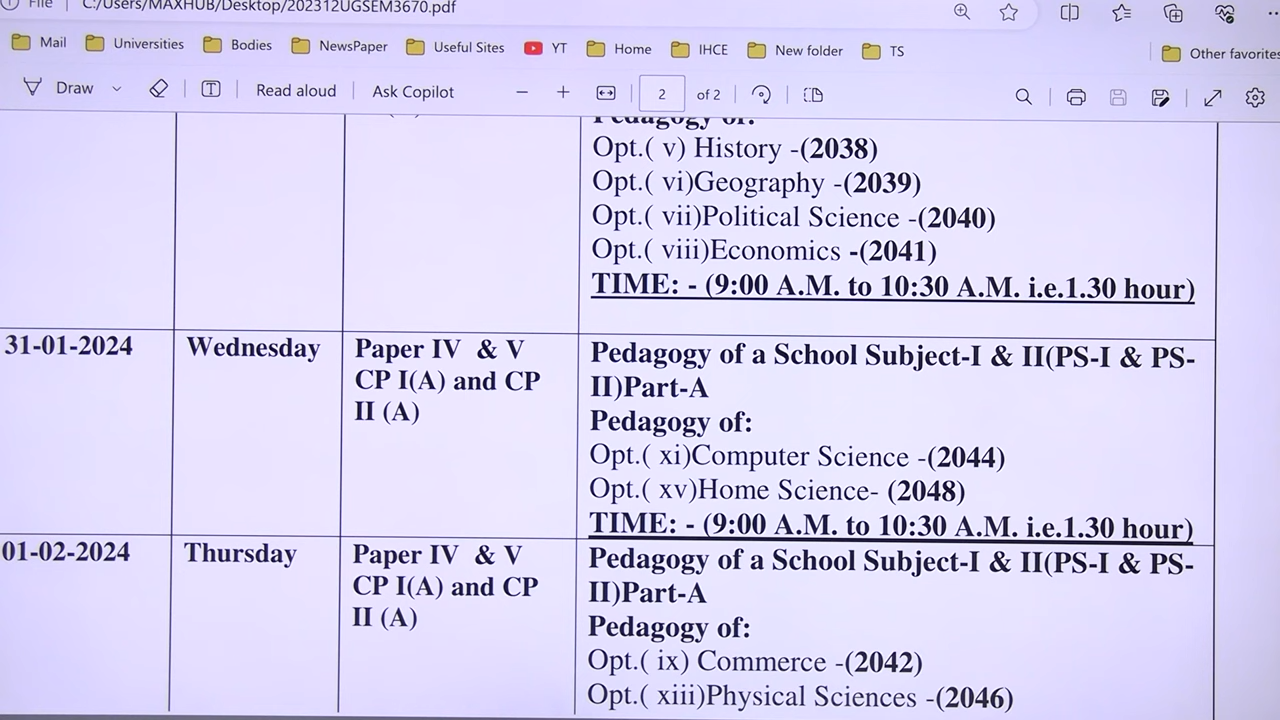 File
C:/Users/MAXHUB/Desktop/202312UGSEM3670.pdf
Mail Universities Bodies NewsPaper Useful Sites YT Home IHCE New folder TS Other favorites
Draw Read aloud Ask Copilot 2 of 2
Pedagogy of:
Opt.( v) History -(2038)
Opt.( vi)Geography -(2039)
Opt.( vii)Political Science -(2040)
Opt.( viii)Economics -(2041)
TIME: - (9:00 A.M. to 10:30 A.M. i.e.1.30 hour)
31-01-2024
Wednesday
Paper IV & V
CP I(A) and CP
II (A)
Pedagogy of a School Subject-I & II(PS-I & PS-
II)Part-A
Pedagogy of:
Opt.( xi)Computer Science -(2044)
Opt.( xv)Home Science- (2048)
TIME: - (9:00 A.M. to 10:30 A.M. i.e.1.30 hour)
01-02-2024
Thursday
Paper IV & V
CP I(A) and CP
II (A)
Pedagogy of a School Subject-I & II(PS-I & PS-
II)Part-A
Pedagogy of:
Opt.( ix) Commerce -(2042)
Opt.( xiii)Physical Sciences -(2046)